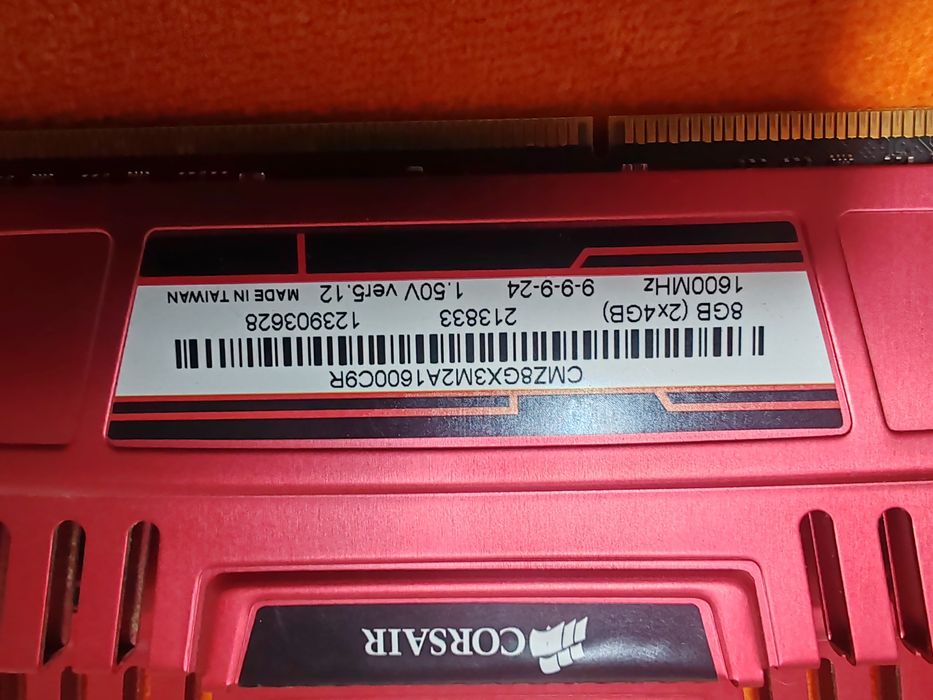 CORSAIR
CMZ8GX3M2A1600C9R
8GB (2x4GB) 213833 123903628
1600MHz 9-9-9-24 1.50V ver5.12 MADE IN TAIWAN